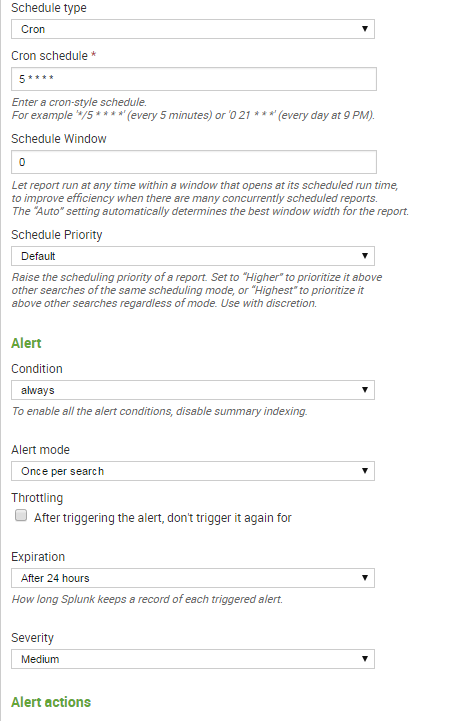 Schedule type
Cron
Cron schedule *
5 * * * *
Enter a cron-style schedule.
For example '*/5 * * * *' (every 5 minutes) or '0 21 * * *' (every day at 9 PM).
Schedule Window
0
Let report run at any time within a window that opens at its scheduled run time,
to improve efficiency when there are many concurrently scheduled reports.
The "Auto" setting automatically determines the best window width for the report.
Schedule Priority
Default
Raise the scheduling priority of a report. Set to "Higher" to prioritize it above
other searches of the same scheduling mode, or "Highest" to prioritize it
above other searches regardless of mode. Use with discretion.
Alert
Condition
always
To enable all the alert conditions, disable summary indexing.
Alert mode
Once per search
Throttling
After triggering the alert, don't trigger it again for
Expiration
After 24 hours
How long Splunk keeps a record of each triggered alert.
Severity
Medium
Alert actions